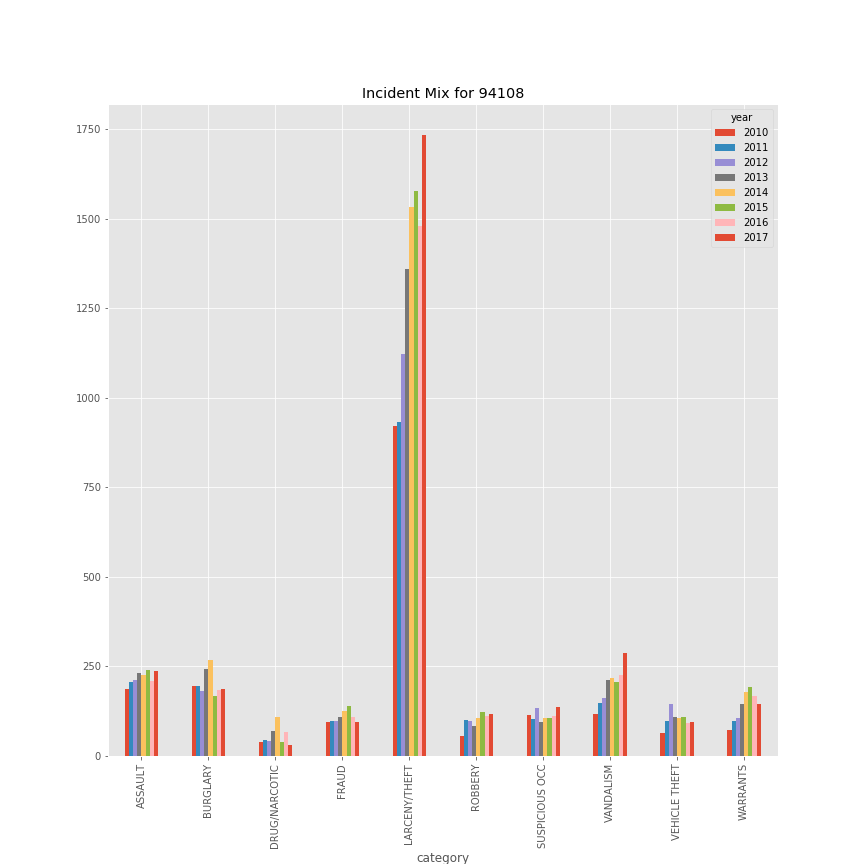 Incident Mix for 94108
year
2010
2011
2012
2013
2014
2015
2016
2017
1750
1500
1250
1000
750
500
250
0
ASSAULT
BURGLARY
DRUG/NARCOTIC
FRAUD
LARCENY/THEFT
ROBBERY
SUSPICIOUS OCC
VANDALISM
VEHICLE THEFT
WARRANTS
category